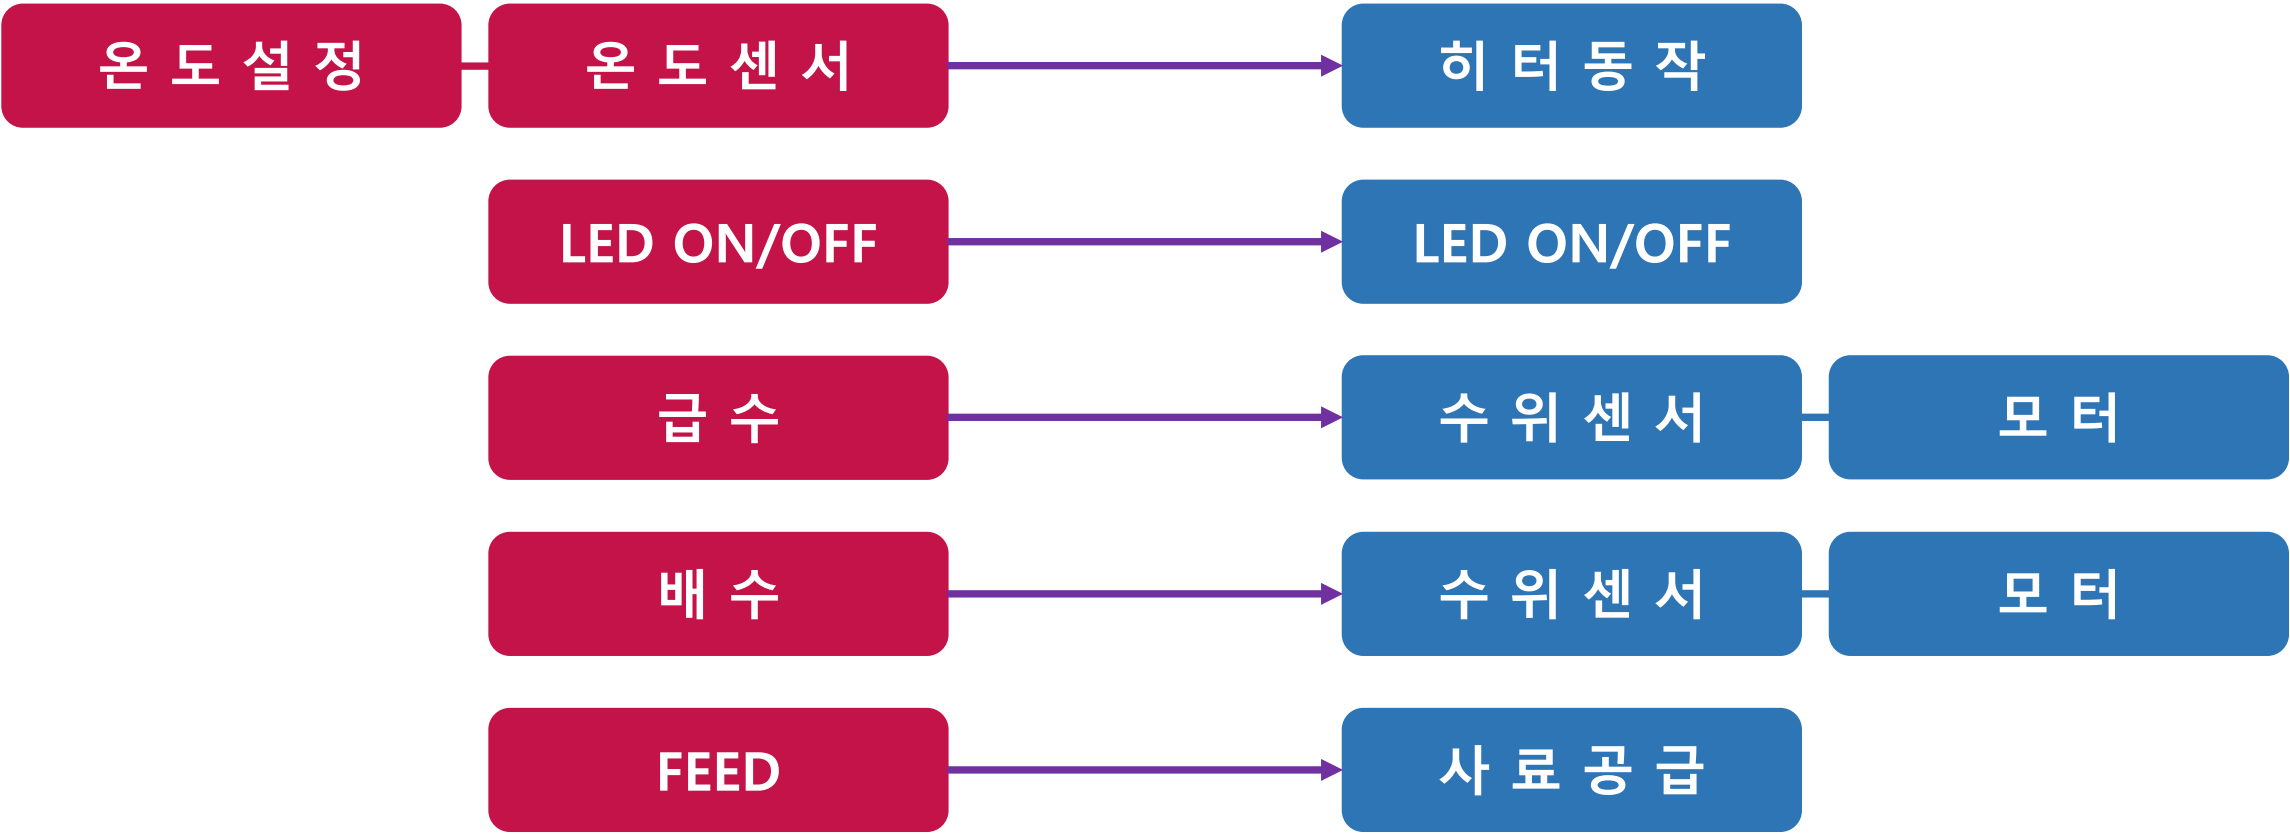 온도설정 온도센서 히터동작
LED ON/OFF LED ON/OFF
급수 수위센서 모터
배수 수위센서 모터
FEED 사료공급